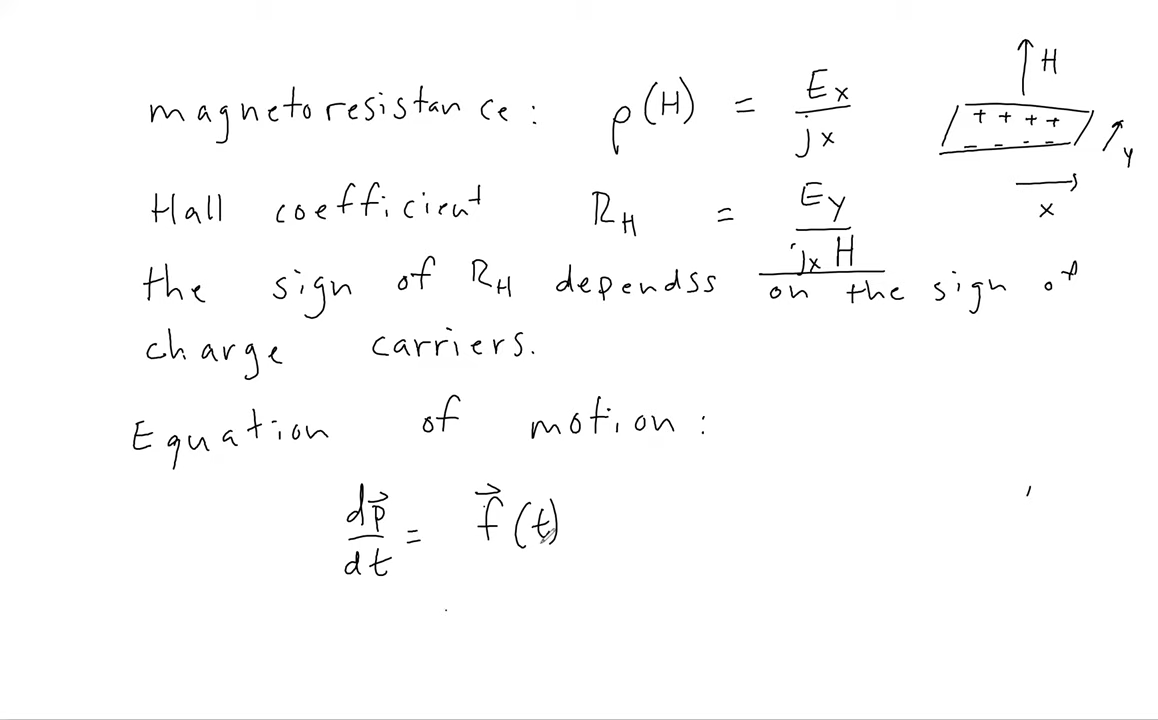 magnetoresistance: ρ(H) = Ex / jx
H
+ + + +
- - - -
y
x
Hall coefficient RH = Ey / jx H
the sign of RH dependss on the sign of
charge carriers.
Equation of motion:
dp⃗/dt = f⃗(t)